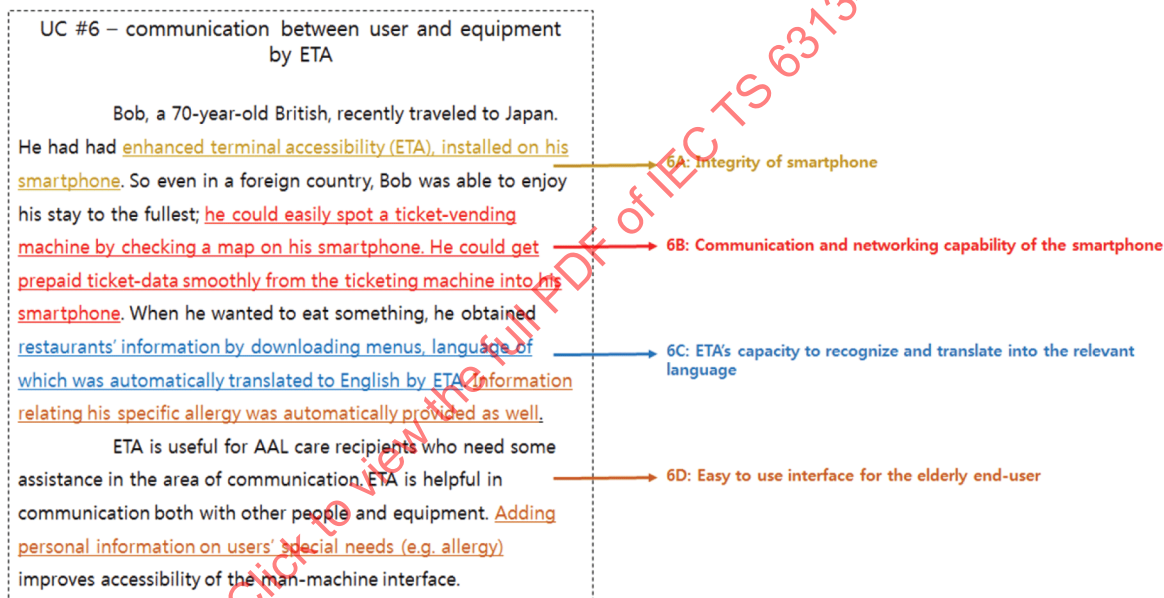 UC #6 – communication between user and equipment
by ETA
Bob, a 70-year-old British, recently traveled to Japan.
He had had enhanced terminal accessibility (ETA), installed on his
smartphone. So even in a foreign country, Bob was able to enjoy
his stay to the fullest; he could easily spot a ticket-vending
machine by checking a map on his smartphone. He could get
prepaid ticket-data smoothly from the ticketing machine into his
smartphone. When he wanted to eat something, he obtained
restaurants' information by downloading menus, language of
which was automatically translated to English by ETA. Information
relating his specific allergy was automatically provided as well.
ETA is useful for AAL care recipients who need some
assistance in the area of communication. ETA is helpful in
communication both with other people and equipment. Adding
personal information on users' special needs (e.g. allergy)
improves accessibility of the man-machine interface.
6A: Integrity of smartphone
6B: Communication and networking capability of the smartphone
6C: ETA's capacity to recognize and translate into the relevant
language
6D: Easy to use interface for the elderly end-user
Click to view the full PDF of IEC TS 6313